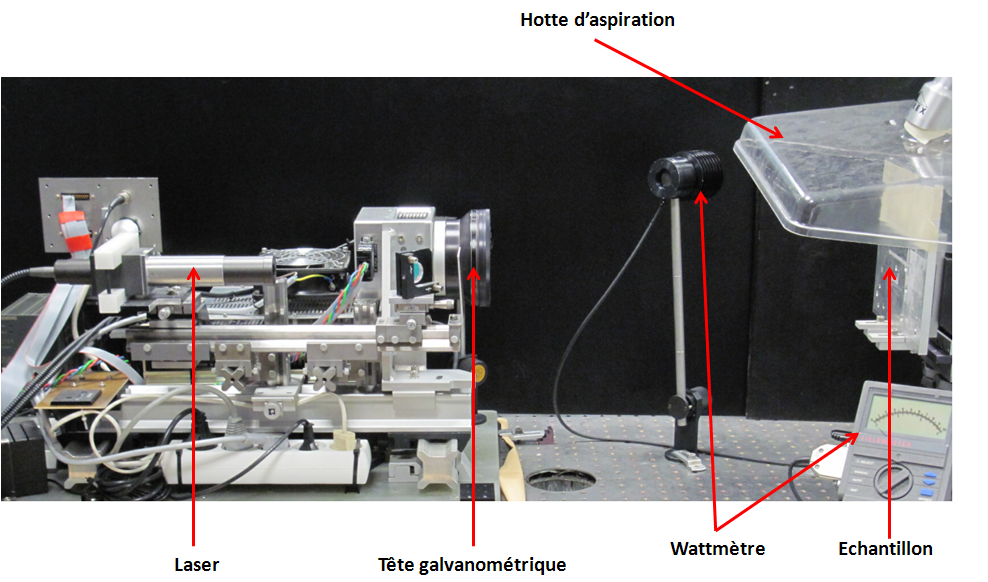 Hotte d'aspiration
Laser
Tête galvanométrique
Wattmètre
Echantillon